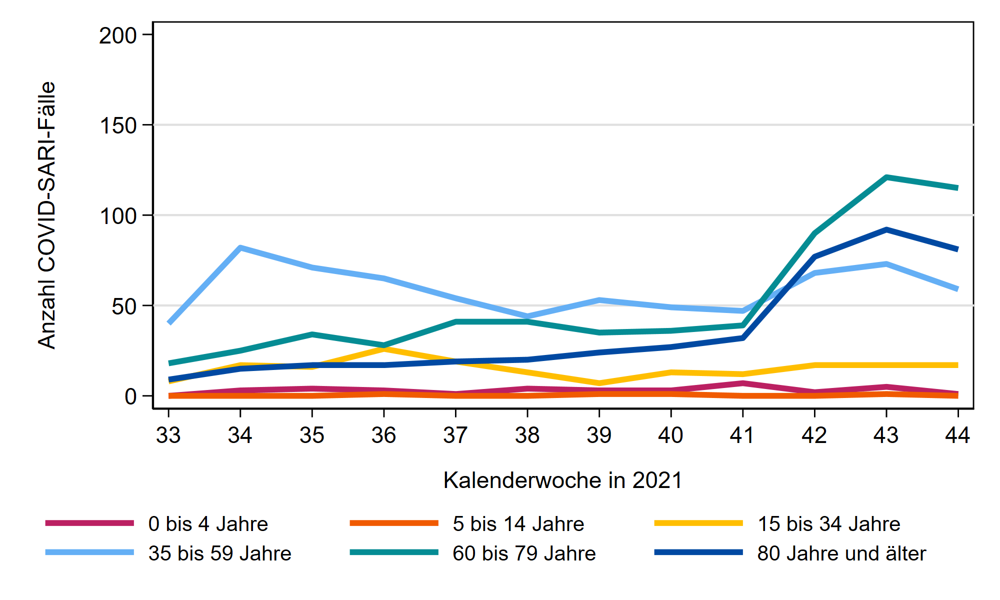 Anzahl COVID-SARI-Fälle
200
150
100
50
0
33 34 35 36 37 38 39 40 41 42 43 44
Kalenderwoche in 2021
0 bis 4 Jahre 5 bis 14 Jahre 15 bis 34 Jahre
35 bis 59 Jahre 60 bis 79 Jahre 80 Jahre und älter